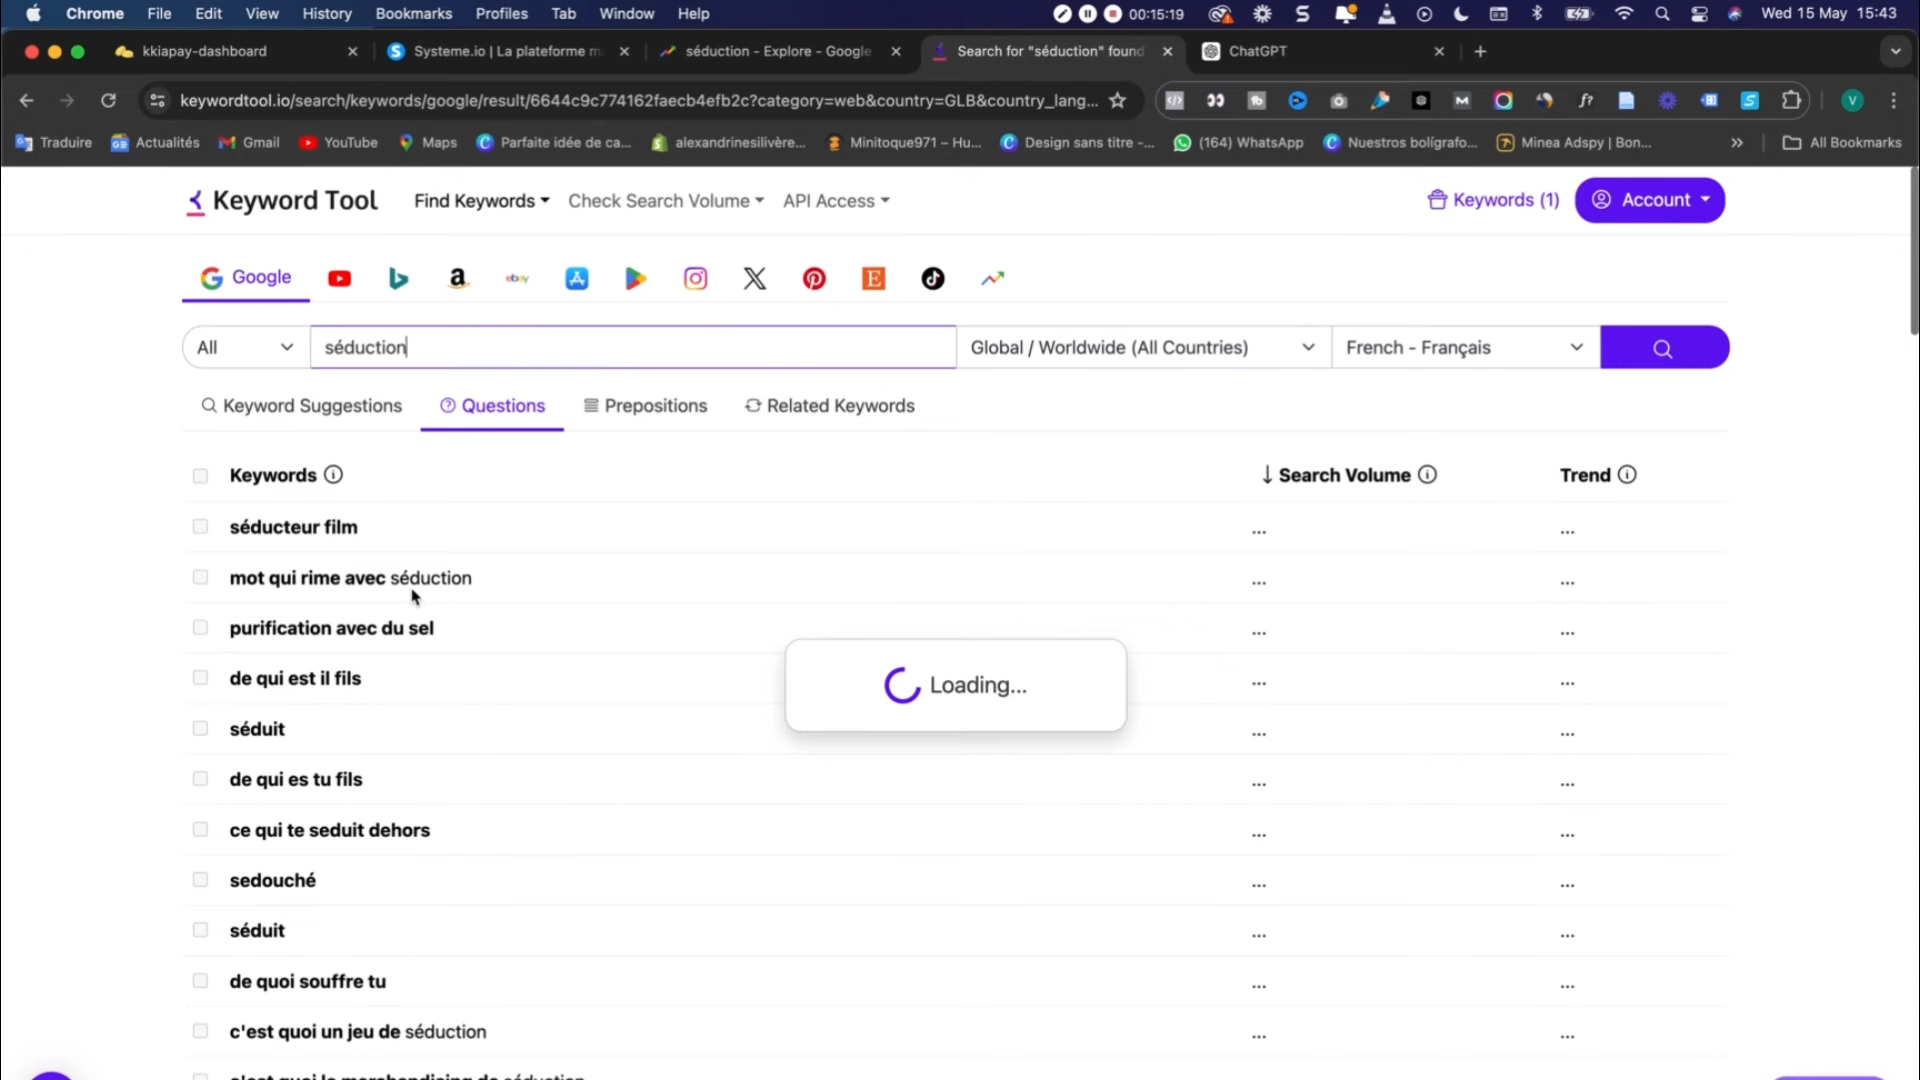 Chrome File Edit View History Bookmarks Profiles Tab Window Help 00:15:19 Wed 15 May 15:43
kkiapay-dashboard Systeme.io | La plateforme m séduction - Explore - Google Search for "séduction" found ChatGPT
keywordtool.io/search/keywords/google/result/6644c9c774162faecb4efb2c?category=web&country=GLB&country_lang...
Traduire Actualités Gmail YouTube Maps Parfaite idée de ca... alexandrinesilivère... Minitoque971 – Hu... Design sans titre -... (164) WhatsApp Nuestros bolígrafo... Minea Adspy | Bon... » All Bookmarks
Keyword Tool Find Keywords Check Search Volume API Access Keywords (1) Account
Google
All séduction Global / Worldwide (All Countries) French - Français
Keyword Suggestions Questions Prepositions Related Keywords
Keywords Search Volume Trend
séducteur film ... ...
mot qui rime avec séduction ... ...
purification avec du sel ... ...
de qui est il fils ... ...
Loading...
séduit ... ...
de qui es tu fils ... ...
ce qui te seduit dehors ... ...
sedouché ... ...
séduit ... ...
de quoi souffre tu ... ...
c'est quoi un jeu de séduction ... ...
c'est quoi le merchandising de séduction